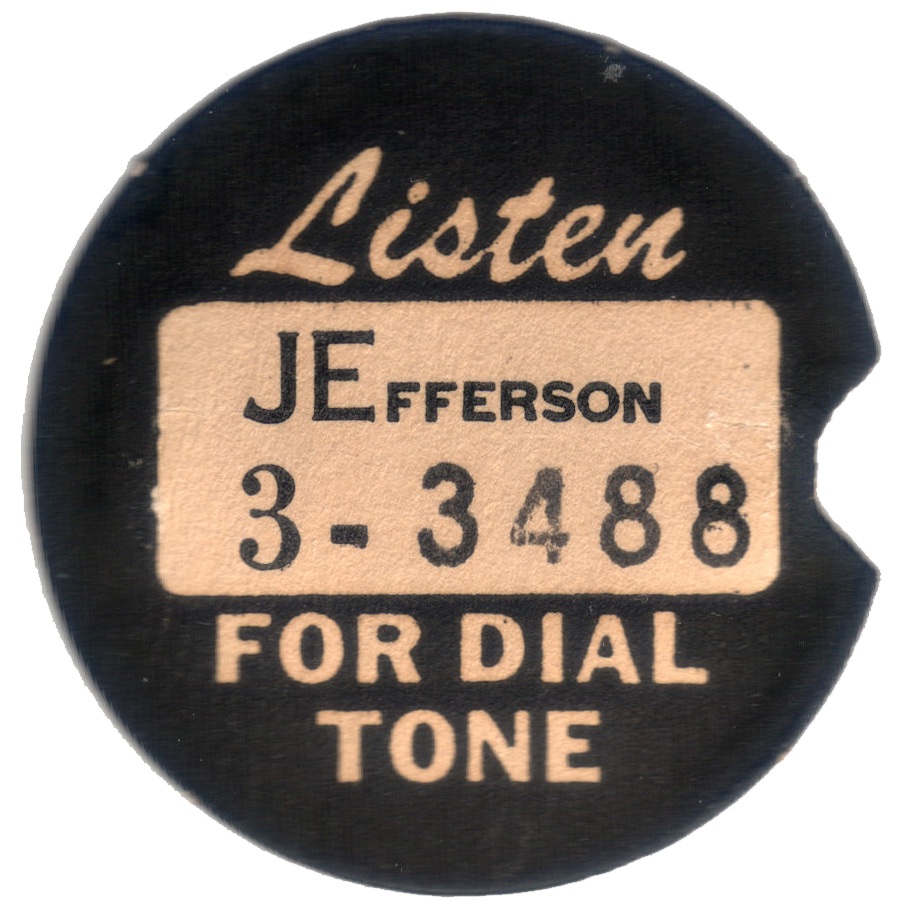 Listen
JEFFERSON
3-3488
FOR DIAL
TONE